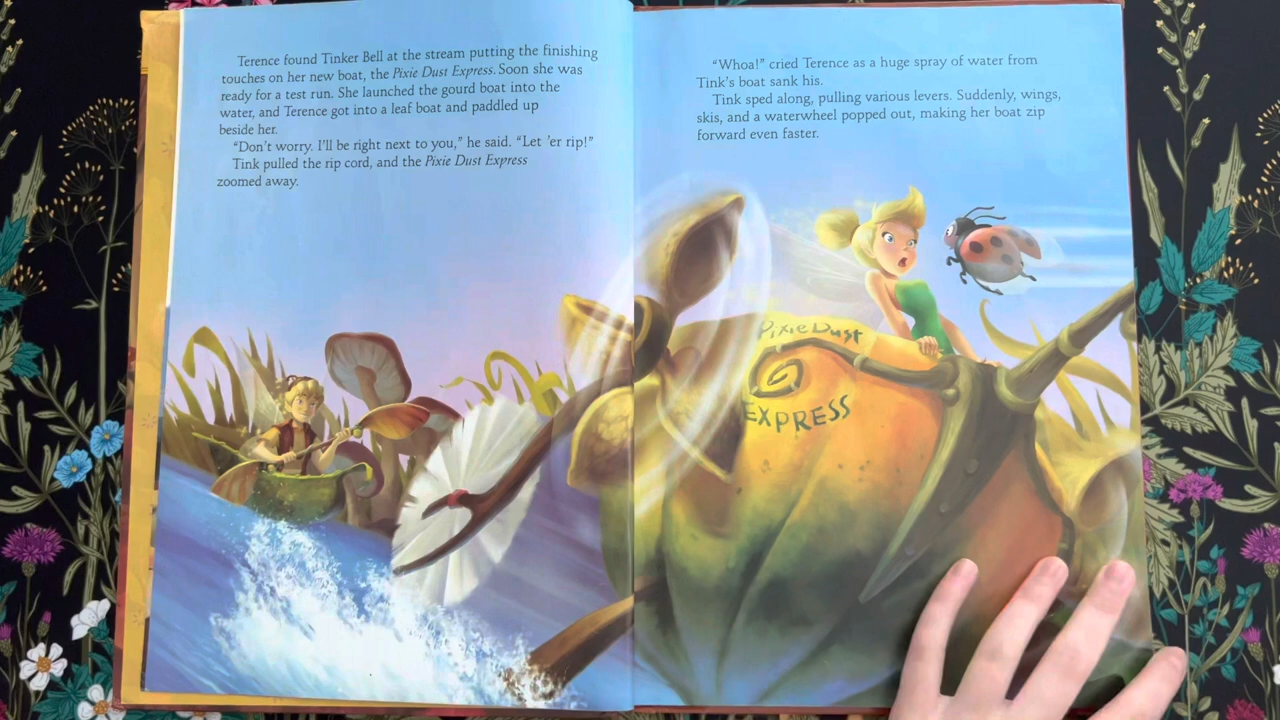 Terence found Tinker Bell at the stream putting the finishing
touches on her new boat, the Pixie Dust Express. Soon she was
ready for a test run. She launched the gourd boat into the
water, and Terence got into a leaf boat and paddled up
beside her.
“Don’t worry. I’ll be right next to you,” he said. “Let ’er rip!”
Tink pulled the rip cord, and the Pixie Dust Express
zoomed away.
“Whoa!” cried Terence as a huge spray of water from
Tink’s boat sank his.
Tink sped along, pulling various levers. Suddenly, wings,
skis, and a waterwheel popped out, making her boat zip
forward even faster.
Pixie Dust
EXPRESS